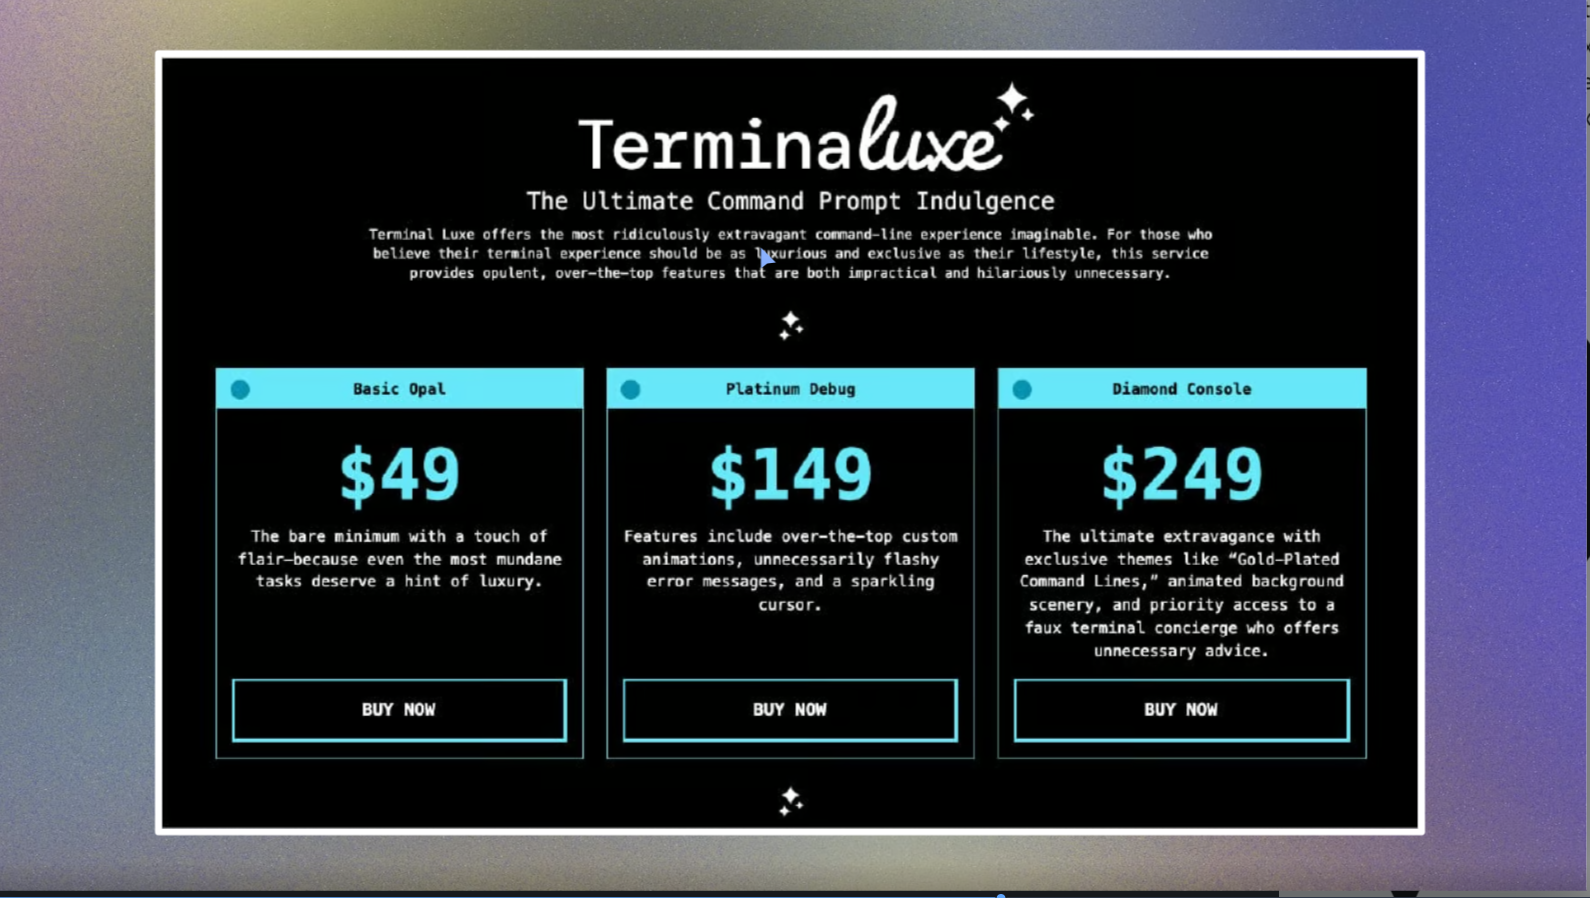 Terminaluxe
The Ultimate Command Prompt Indulgence
Terminal Luxe offers the most ridiculously extravagant command-line experience imaginable. For those who
believe their terminal experience should be as luxurious and exclusive as their lifestyle, this service
provides opulent, over-the-top features that are both impractical and hilariously unnecessary.
Basic Opal
$49
The bare minimum with a touch of
flair—because even the most mundane
tasks deserve a hint of luxury.
BUY NOW
Platinum Debug
$149
Features include over-the-top custom
animations, unnecessarily flashy
error messages, and a sparkling
cursor.
BUY NOW
Diamond Console
$249
The ultimate extravagance with
exclusive themes like “Gold-Plated
Command Lines,” animated background
scenery, and priority access to a
faux terminal concierge who offers
unnecessary advice.
BUY NOW